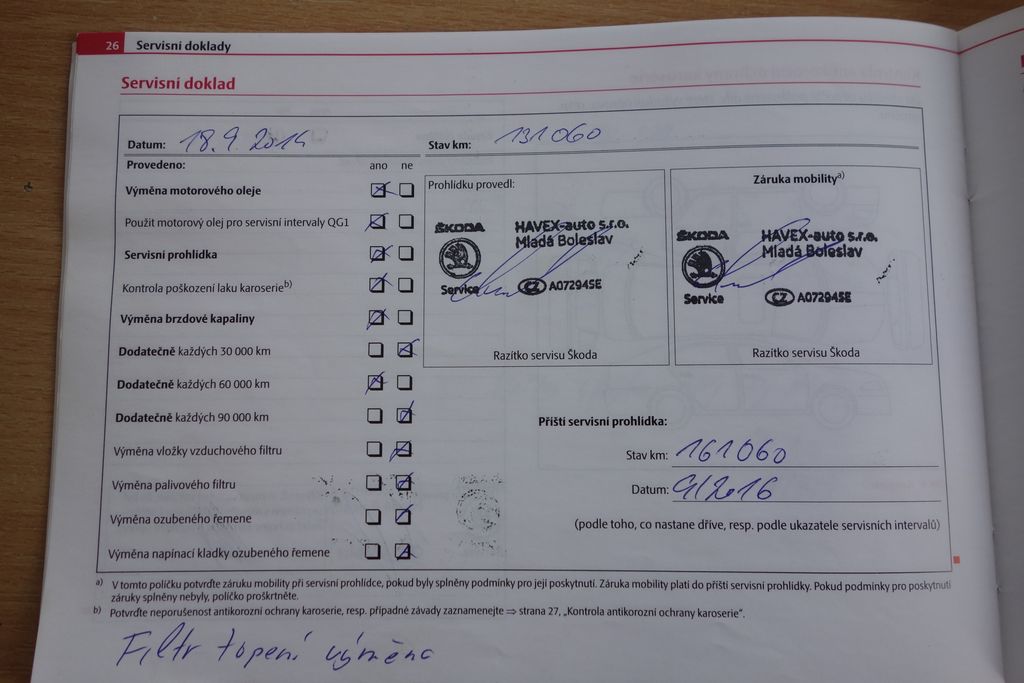 26 Servisní doklady
Servisní doklad
Datum: 18.9.2014 Stav km: 131060
Provedeno: ano ne
Výměna motorového oleje
Použit motorový olej pro servisní intervaly QG1
Servisní prohlídka
Kontrola poškození laku karoserieb)
Výměna brzdové kapaliny
Dodatečně každých 30 000 km
Dodatečně každých 60 000 km
Dodatečně každých 90 000 km
Výměna vložky vzduchového filtru
Výměna palivového filtru
Výměna ozubeného řemene
Výměna napínací kladky ozubeného řemene
Prohlídku provedl:
ŠKODA HAVEX-auto s.r.o.
Mladá Boleslav
Service CZ A072945E
Razítko servisu Škoda
Záruka mobilitya)
ŠKODA HAVEX-auto s.r.o.
Mladá Boleslav
Service CZ A072945E
Razítko servisu Škoda
Příští servisní prohlídka:
Stav km: 161060
Datum: 9/2016
(podle toho, co nastane dříve, resp. podle ukazatele servisních intervalů)
a) V tomto políčku potvrďte záruku mobility při servisní prohlídce, pokud byly splněny podmínky pro její poskytnutí. Záruka mobility platí do příští servisní prohlídky. Pokud podmínky pro poskytnutí
záruky splněny nebyly, políčko proškrtněte.
b) Potvrďte neporušenost antikorozní ochrany karoserie, resp. případné závady zaznamenejte ⇒ strana 27, „Kontrola antikorozní ochrany karoserie“.
Filtr topení výměna